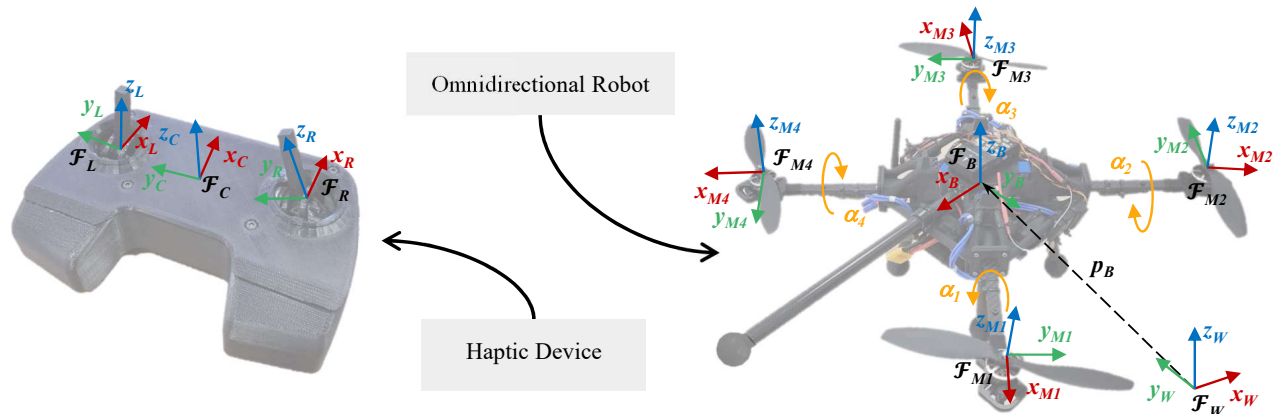 z_L
y_L
x_L
F_L
z_C
x_C
y_C
F_C
z_R
x_R
y_R
F_R
Omnidirectional Robot
Haptic Device
x_M3
z_M3
y_M3
F_M3
α_3
z_M4
F_M4
x_M4
y_M4
α_4
F_B
z_B
x_B
y_B
α_2
z_M2
y_M2
x_M2
F_M2
p_B
α_1
z_M1
y_M1
F_M1
x_M1
z_W
y_W
x_W
F_W